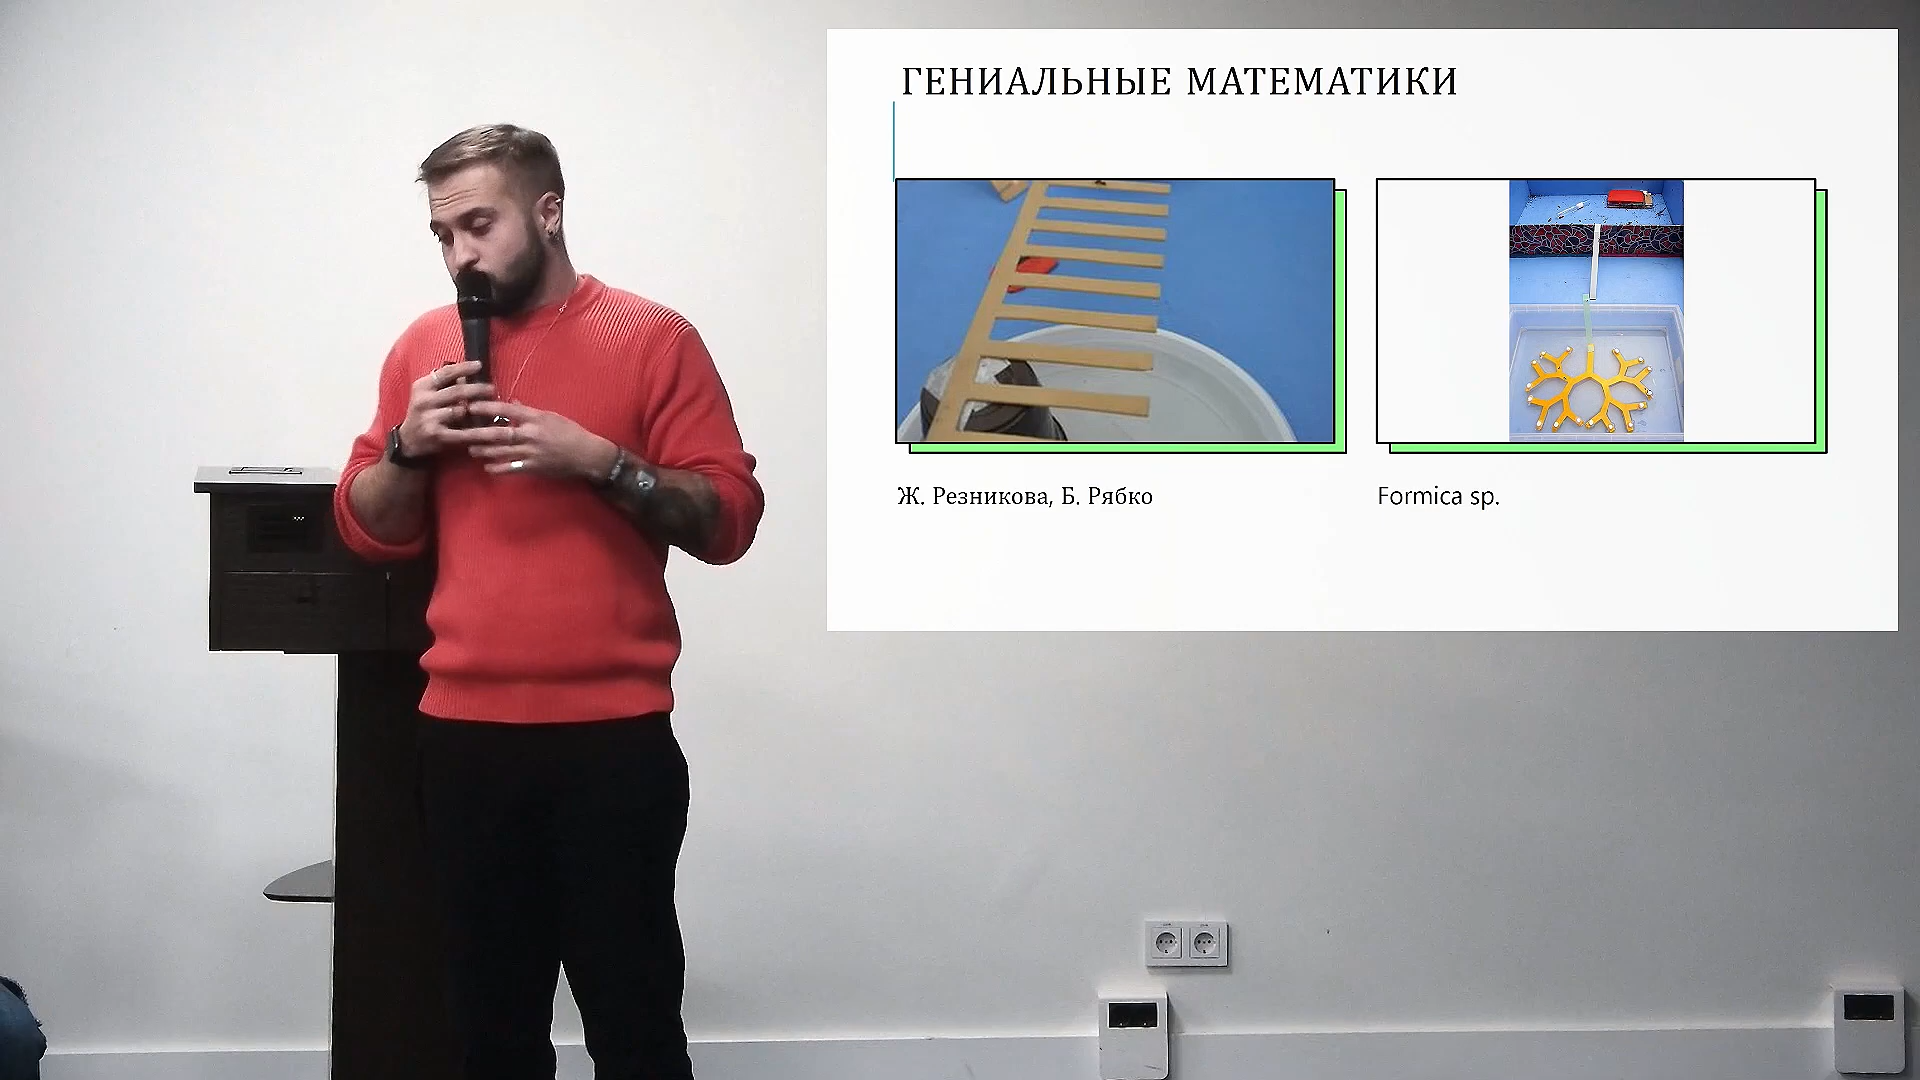 ГЕНИАЛЬНЫЕ МАТЕМАТИКИ
Ж. Резникова, Б. Рябко
Formica sp.